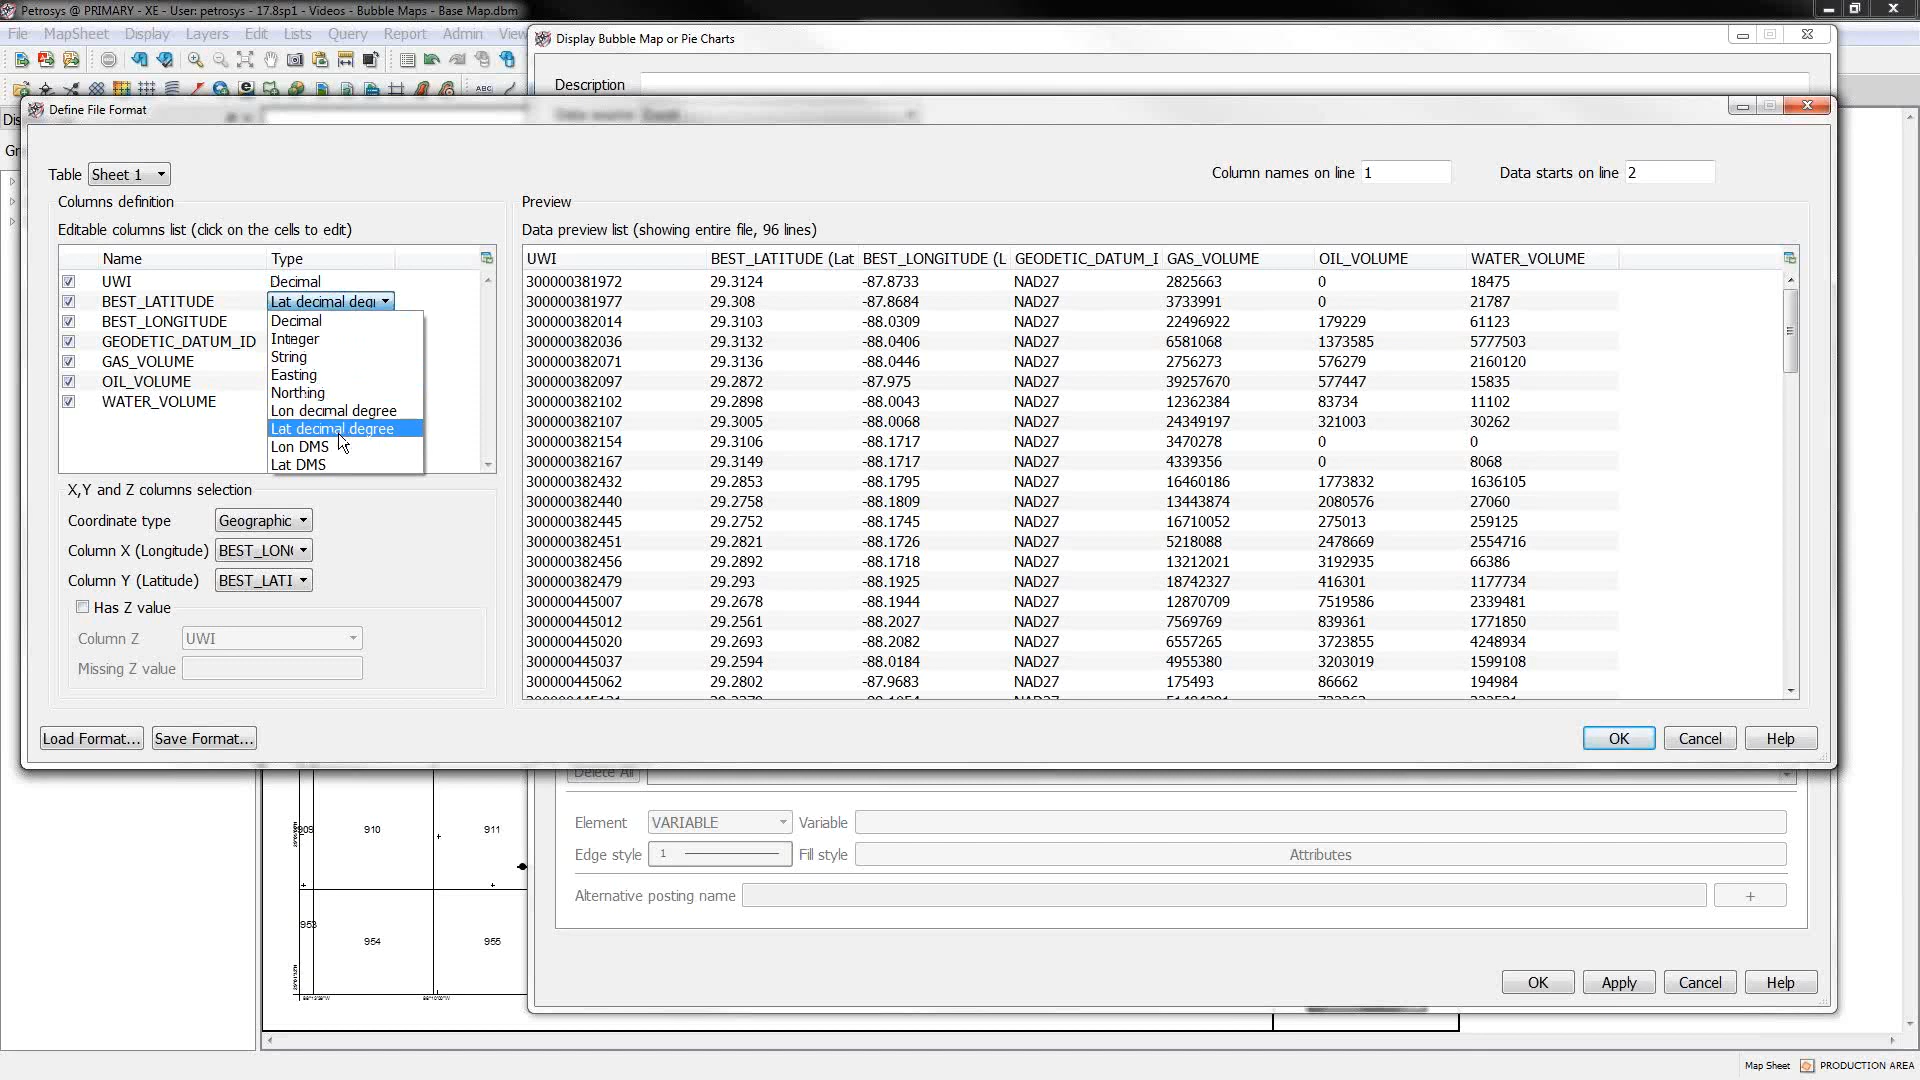 Petrosys @ PRIMARY - XE - User: petrosys - 17.8sp1 - Videos - Bubble Maps - Base Map.dbm
File MapSheet Display Layers Edit Lists Query Report Admin View
Display Bubble Map or Pie Charts
Description
ABC
Define File Format
Data source Excel
Table Sheet 1
Column names on line 1
Data starts on line 2
Columns definition
Preview
Editable columns list (click on the cells to edit)
Data preview list (showing entire file, 96 lines)
Name Type
UWI Decimal
BEST_LATITUDE Lat decimal deg
BEST_LONGITUDE
GEODETIC_DATUM_ID
GAS_VOLUME
OIL_VOLUME
WATER_VOLUME
Decimal
Integer
String
Easting
Northing
Lon decimal degree
Lat decimal degree
Lon DMS
Lat DMS
UWI BEST_LATITUDE (Lat BEST_LONGITUDE (L GEODETIC_DATUM_I GAS_VOLUME OIL_VOLUME WATER_VOLUME
300000381972 29.3124 -87.8733 NAD27 2825663 0 18475
300000381977 29.308 -87.8684 NAD27 3733991 0 21787
300000382014 29.3103 -88.0309 NAD27 22496922 179229 61123
300000382036 29.3132 -88.0406 NAD27 6581068 1373585 5777503
300000382071 29.3136 -88.0446 NAD27 2756273 576279 2160120
300000382097 29.2872 -87.975 NAD27 39257670 577447 15835
300000382102 29.2898 -88.0043 NAD27 12362384 83734 11102
300000382107 29.2905 -88.0068 NAD27 24349197 321003 30262
300000382154 29.3106 -88.1717 NAD27 3470278 0 0
300000382167 29.3149 -88.1717 NAD27 4339356 0 8068
300000382432 29.2853 -88.1795 NAD27 16460186 1773832 1636105
300000382440 29.2758 -88.1809 NAD27 13443874 2080576 27060
300000382445 29.2752 -88.1745 NAD27 16710052 275013 259125
300000382451 29.2821 -88.1726 NAD27 5218088 2478669 2554716
300000382456 29.2892 -88.1718 NAD27 13212021 3192935 66386
300000382479 29.293 -88.1925 NAD27 18742327 416301 1177734
300000445007 29.2678 -88.1944 NAD27 12870709 7519586 2339481
300000445012 29.2561 -88.2027 NAD27 7569769 839361 1771850
300000445020 29.2693 -88.2082 NAD27 6557265 3723855 4248934
300000445037 29.2594 -88.0184 NAD27 4955380 3203019 1599108
300000445062 29.2802 -87.9683 NAD27 175493 86662 194984
X,Y and Z columns selection
Coordinate type Geographic
Column X (Longitude) BEST_LON
Column Y (Latitude) BEST_LATI
Has Z value
Column Z UWI
Missing Z value
Load Format... Save Format...
OK Cancel Help
Delete All
Element VARIABLE Variable
Edge style 1 Fill style Attributes
Alternative posting name +
909 910 911
953 954 955
OK Apply Cancel Help
Map Sheet PRODUCTION AREA